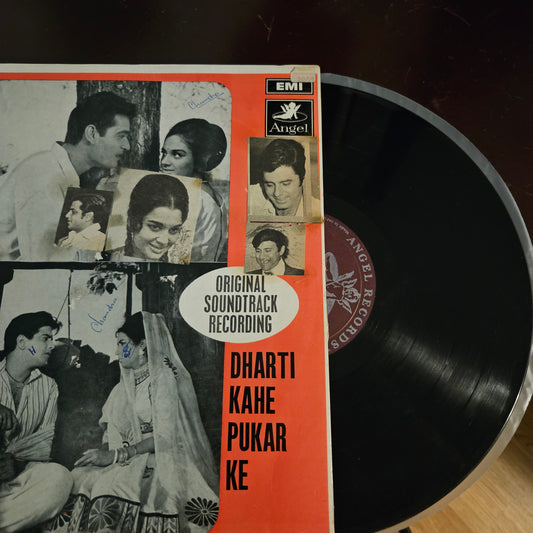 EMI
Angel
ORIGINAL
SOUNDTRACK
RECORDING
DHARTI
KAHE
PUKAR
KE
ANGEL RECORDS